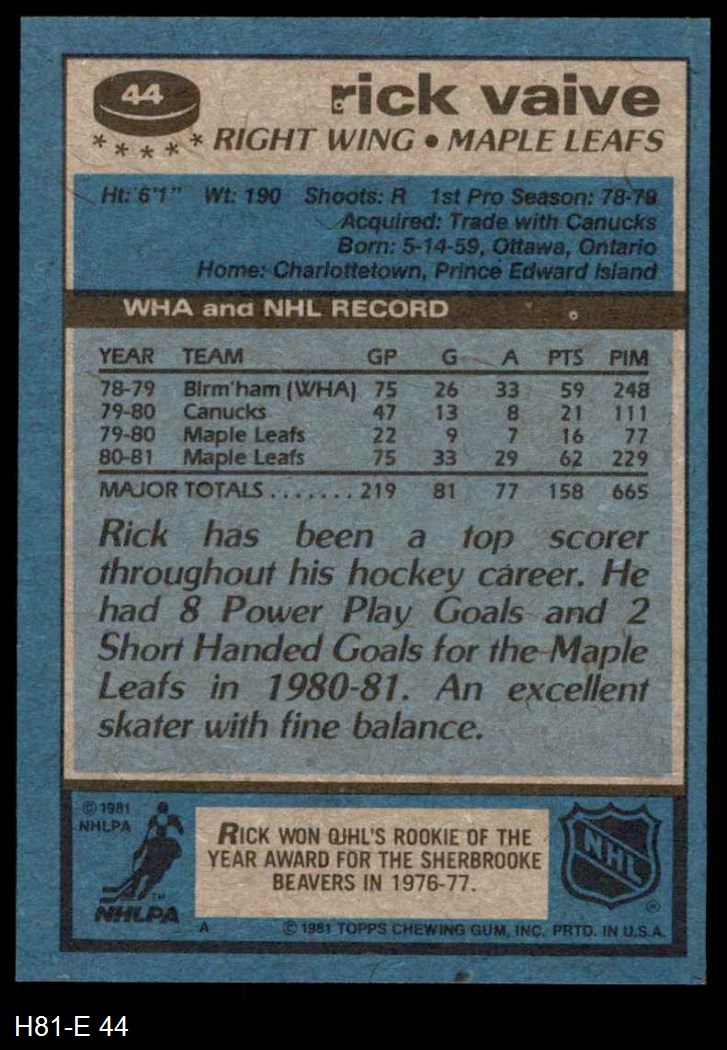 44
rick vaive
***** RIGHT WING • MAPLE LEAFS
Ht: 6'1" Wt: 190 Shoots: R 1st Pro Season: 78-79
Acquired: Trade with Canucks
Born: 5-14-59, Ottawa, Ontario
Home: Charlottetown, Prince Edward Island
WHA and NHL RECORD
YEAR TEAM GP G A PTS PIM
78-79 Birm'ham (WHA) 75 26 33 59 248
79-80 Canucks 47 13 8 21 111
79-80 Maple Leafs 22 9 7 16 77
80-81 Maple Leafs 75 33 29 62 229
MAJOR TOTALS ....... 219 81 77 158 665
Rick has been a top scorer
throughout his hockey career. He
had 8 Power Play Goals and 2
Short Handed Goals for the Maple
Leafs in 1980-81. An excellent
skater with fine balance.
© 1981
NHLPA
TM
NHLPA
RICK WON QJHL'S ROOKIE OF THE
YEAR AWARD FOR THE SHERBROOKE
BEAVERS IN 1976-77.
NHL
®
A © 1981 TOPPS CHEWING GUM, INC. PRTD. IN U.S.A.
H81-E 44